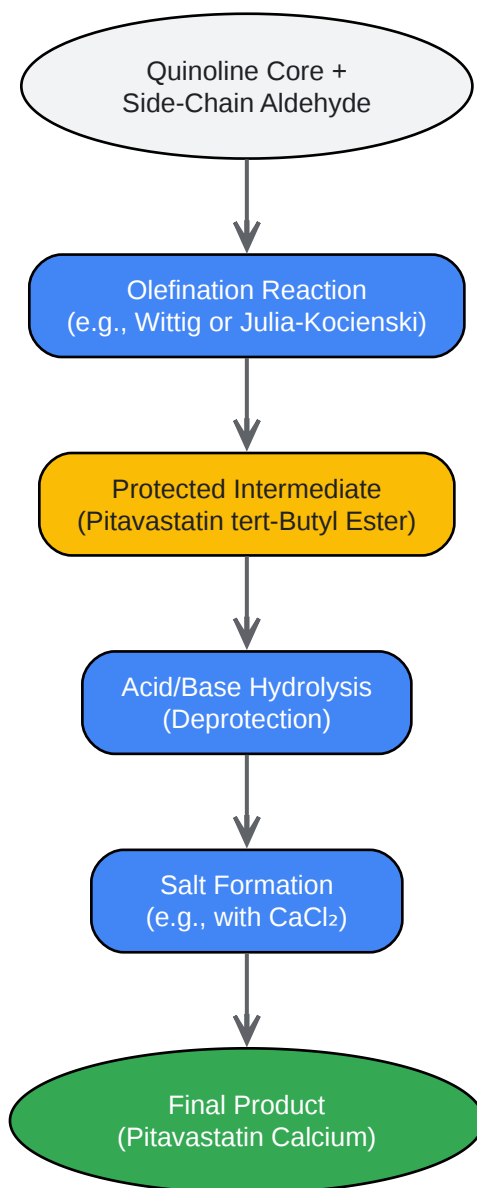 Quinoline Core +
Side-Chain Aldehyde
Olefination Reaction
(e.g., Wittig or Julia-Kocienski)
Protected Intermediate
(Pitavastatin tert-Butyl Ester)
Acid/Base Hydrolysis
(Deprotection)
Salt Formation
(e.g., with CaCl₂)
Final Product
(Pitavastatin Calcium)